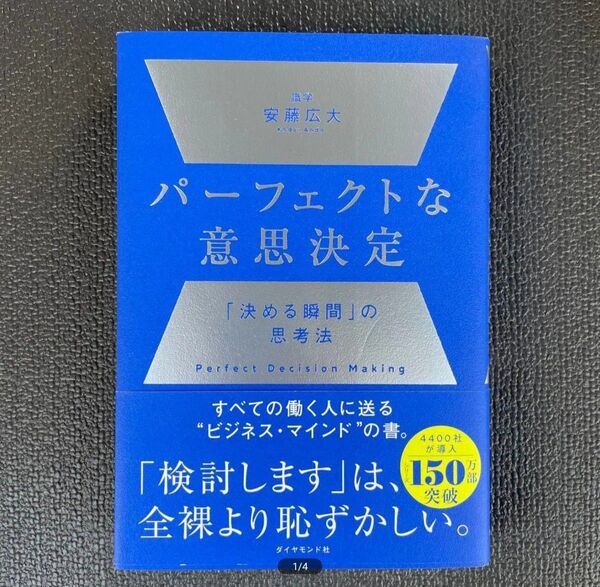 識学
安藤広大
パーフェクトな
意思決定
「決める瞬間」の
思考法
Perfect Decision Making
すべての働く人に送る
“ビジネス・マインド”の書。
4400社
が導入
シリーズ
150万部
突破
「検討します」は、
全裸より恥ずかしい。
ダイヤモンド社
1/4